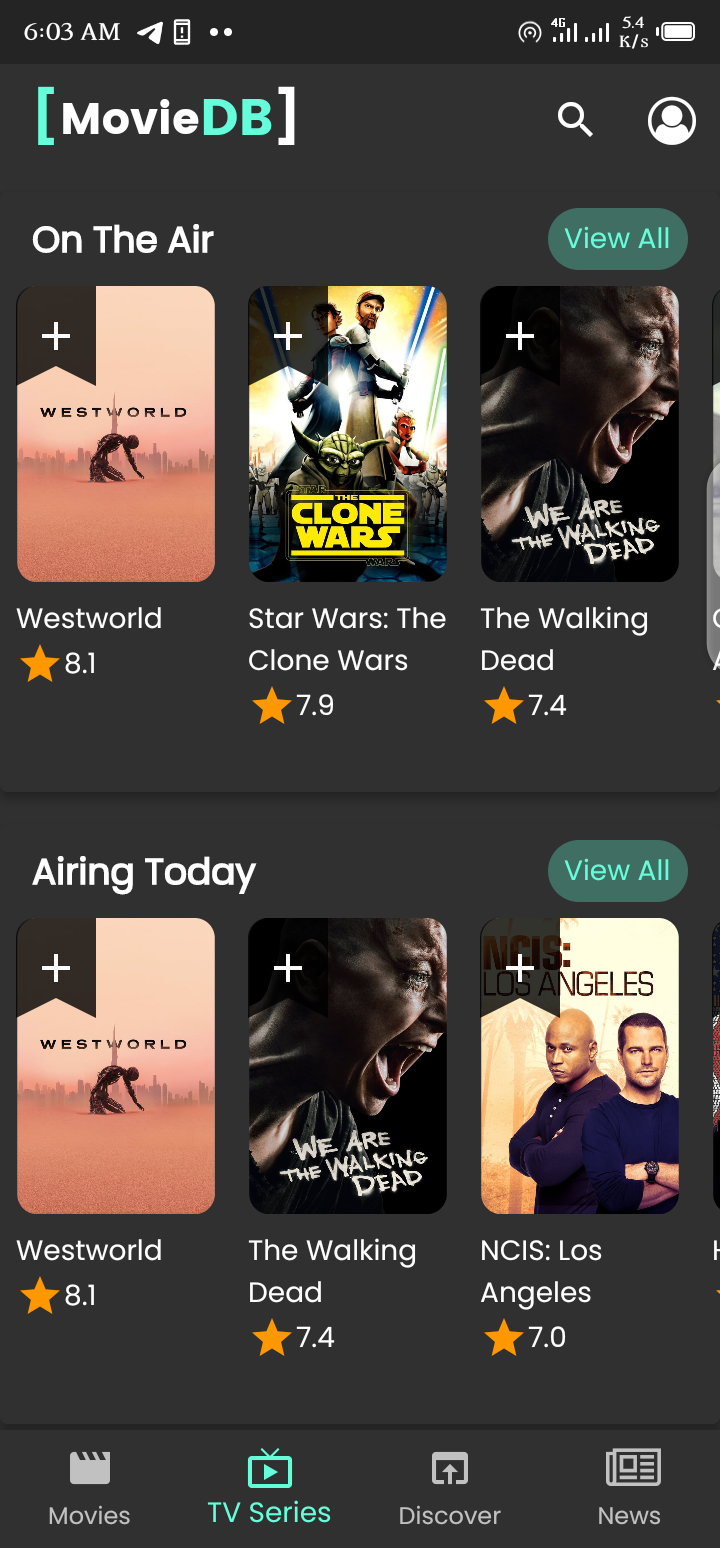 6:03 AM 4G 5.4 K/s
[MovieDB]
On The Air View All
WESTWORLD
STAR WARS
THE CLONE WARS
WE ARE
THE WALKING
DEAD
Westworld
8.1
Star Wars: The
Clone Wars
7.9
The Walking
Dead
7.4
Airing Today View All
WESTWORLD
WE ARE
THE WALKING
DEAD
NCIS:
LOS ANGELES
Westworld
8.1
The Walking
Dead
7.4
NCIS: Los
Angeles
7.0
Movies TV Series Discover News